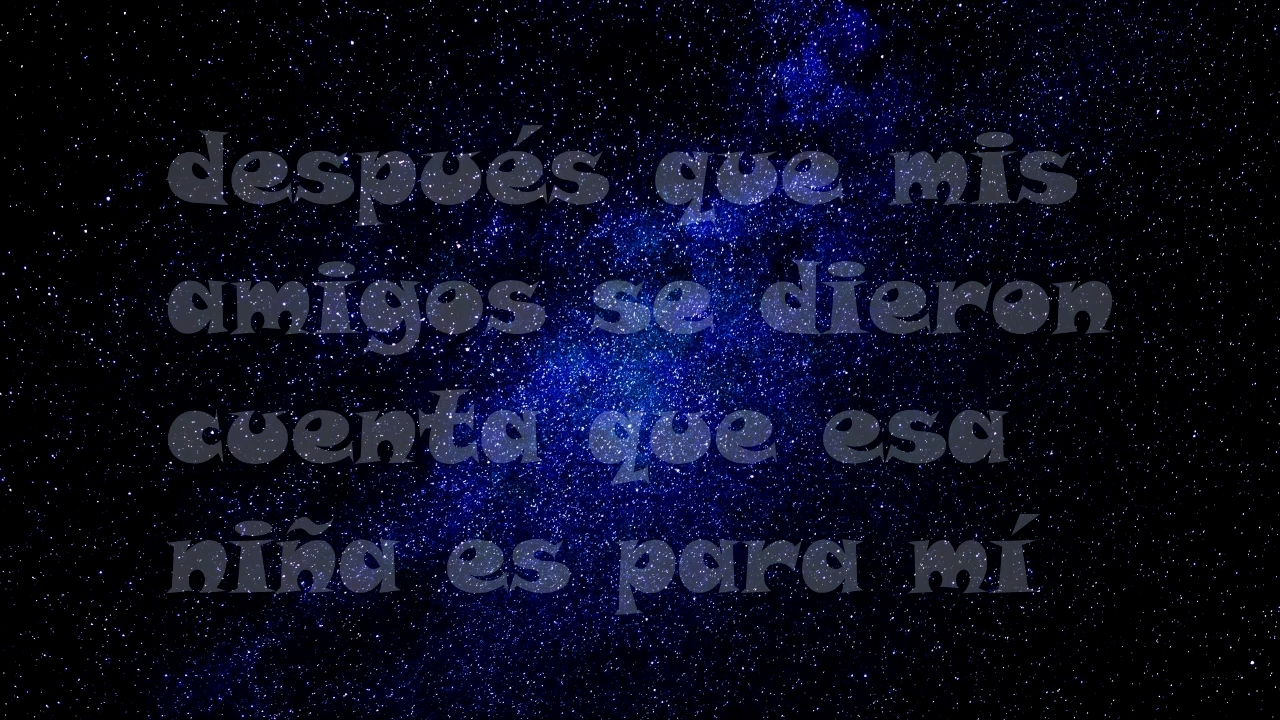 después que mis
amigos se dieron
cuenta que esa
niña es para mí